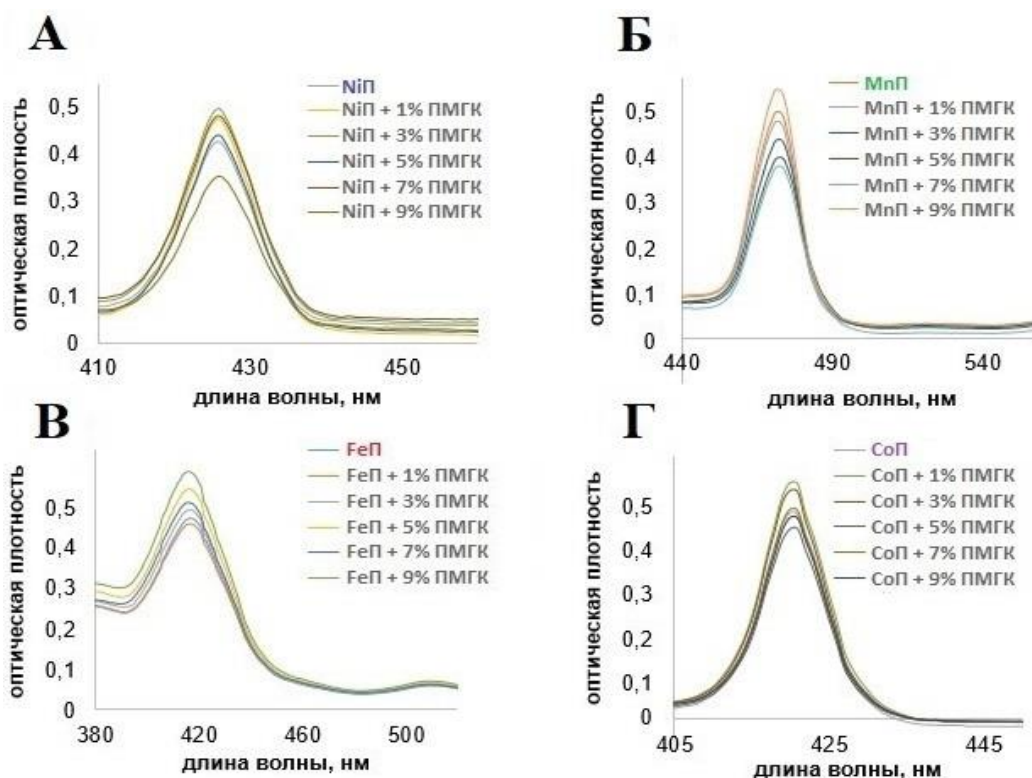 А
оптическая плотность
0,5
0,4
0,3
0,2
0,1
0
410
430
450
длина волны, нм
NiП
NiП + 1% ПМГК
NiП + 3% ПМГК
NiП + 5% ПМГК
NiП + 7% ПМГК
NiП + 9% ПМГК
Б
оптическая плотность
0,5
0,4
0,3
0,2
0,1
0
440
490
540
длина волны, нм
MnП
MnП + 1% ПМГК
MnП + 3% ПМГК
MnП + 5% ПМГК
MnП + 7% ПМГК
MnП + 9% ПМГК
В
оптическая плотность
0,5
0,4
0,3
0,2
0,1
0
380
420
460
500
длина волны, нм
FeП
FeП + 1% ПМГК
FeП + 3% ПМГК
FeП + 5% ПМГК
FeП + 7% ПМГК
FeП + 9% ПМГК
Г
оптическая плотность
0,5
0,4
0,3
0,2
0,1
0
405
425
445
длина волны, нм
CoП
CoП + 1% ПМГК
CoП + 3% ПМГК
CoП + 5% ПМГК
CoП + 7% ПМГК
CoП + 9% ПМГК